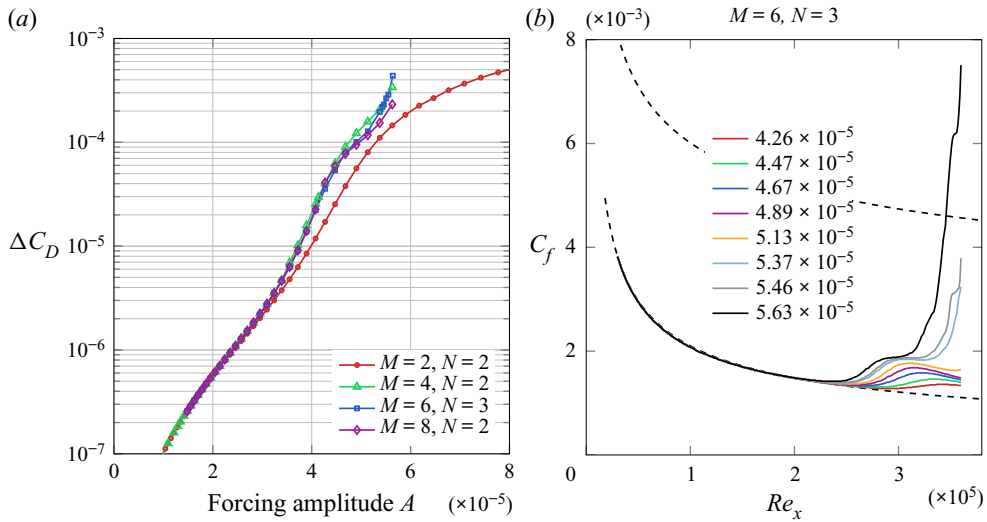 (a)
10⁻³
10⁻⁴
ΔC_D
10⁻⁵
10⁻⁶
10⁻⁷
M = 2, N = 2
M = 4, N = 2
M = 6, N = 3
M = 8, N = 2
0 2 4 6 8
Forcing amplitude A (×10⁻⁵)
(b) (×10⁻³) M = 6, N = 3
8
6
C_f 4
2
0
4.26 × 10⁻⁵
4.47 × 10⁻⁵
4.67 × 10⁻⁵
4.89 × 10⁻⁵
5.13 × 10⁻⁵
5.37 × 10⁻⁵
5.46 × 10⁻⁵
5.63 × 10⁻⁵
1 2 3
Re_x (×10⁵)